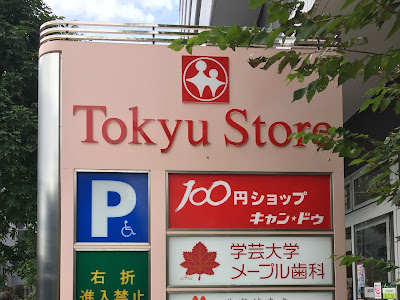 Tokyu Store
P
100円ショップ
キャン★ドゥ
学芸大学
メープル歯科
右折
進入禁止